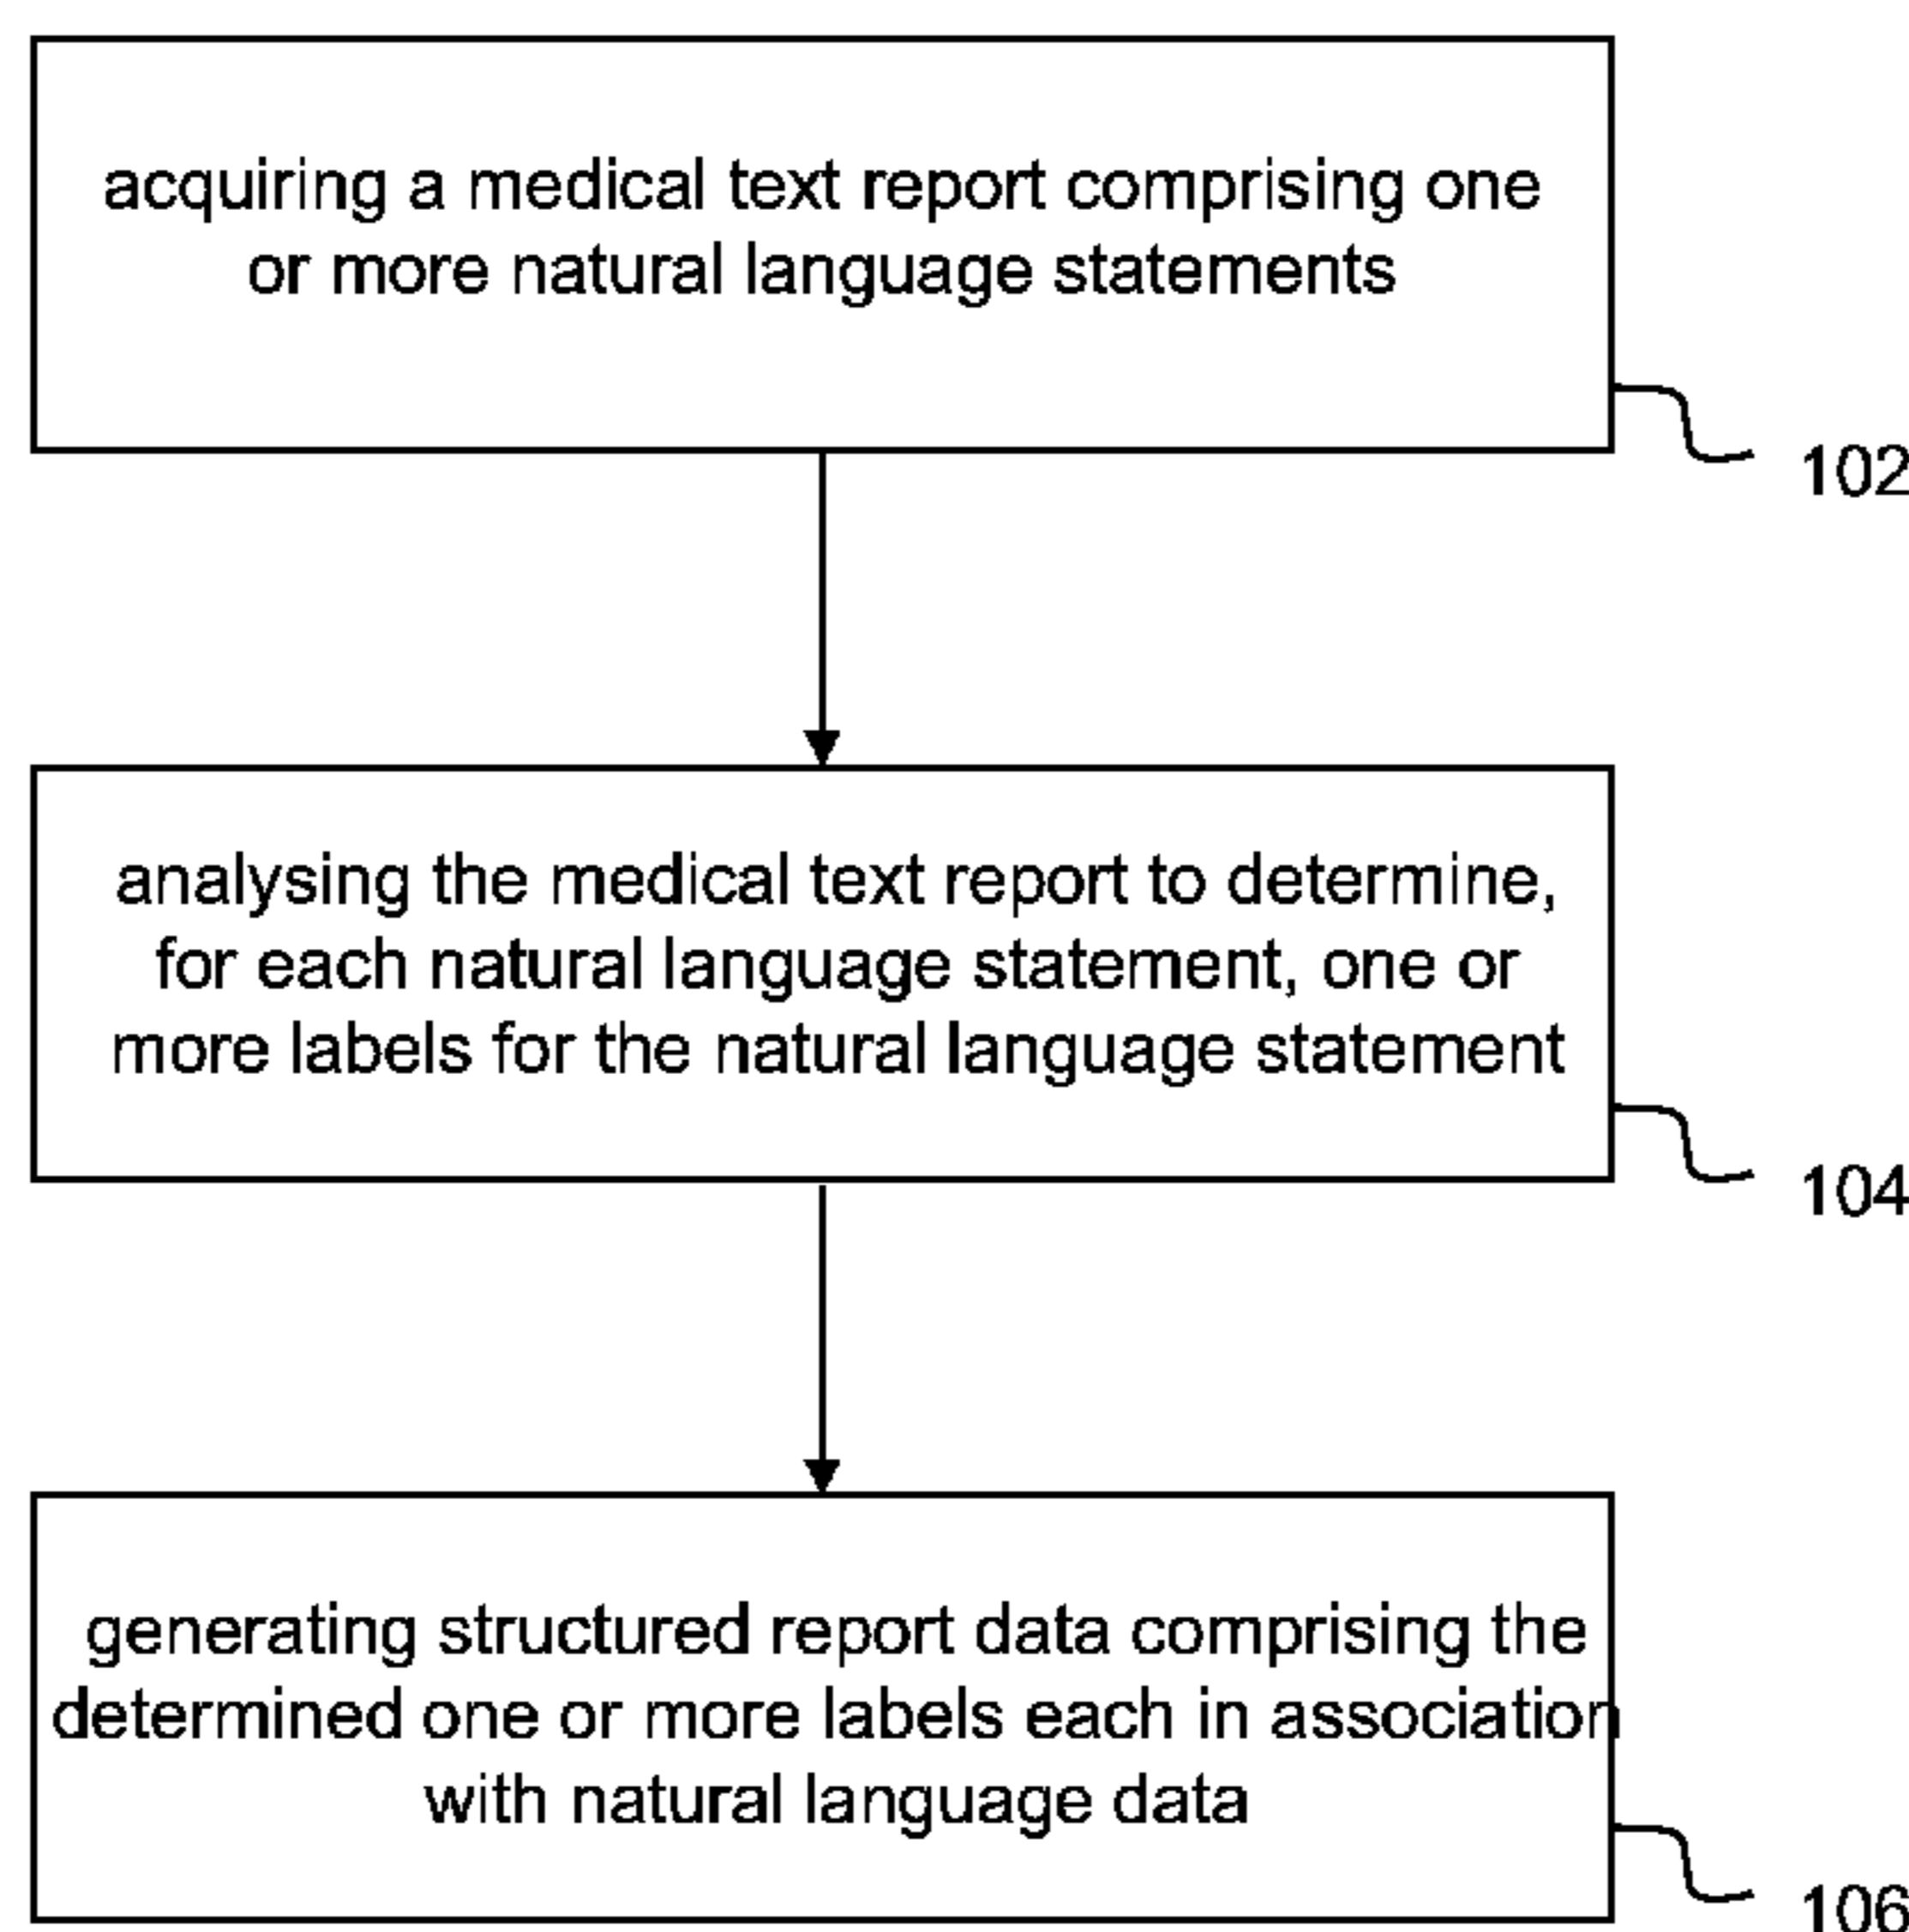 acquiring a medical text report comprising one
or more natural language statements
102
analysing the medical text report to determine,
for each natural language statement, one or
more labels for the natural language statement
104
generating structured report data comprising the
determined one or more labels each in association
with natural language data
106